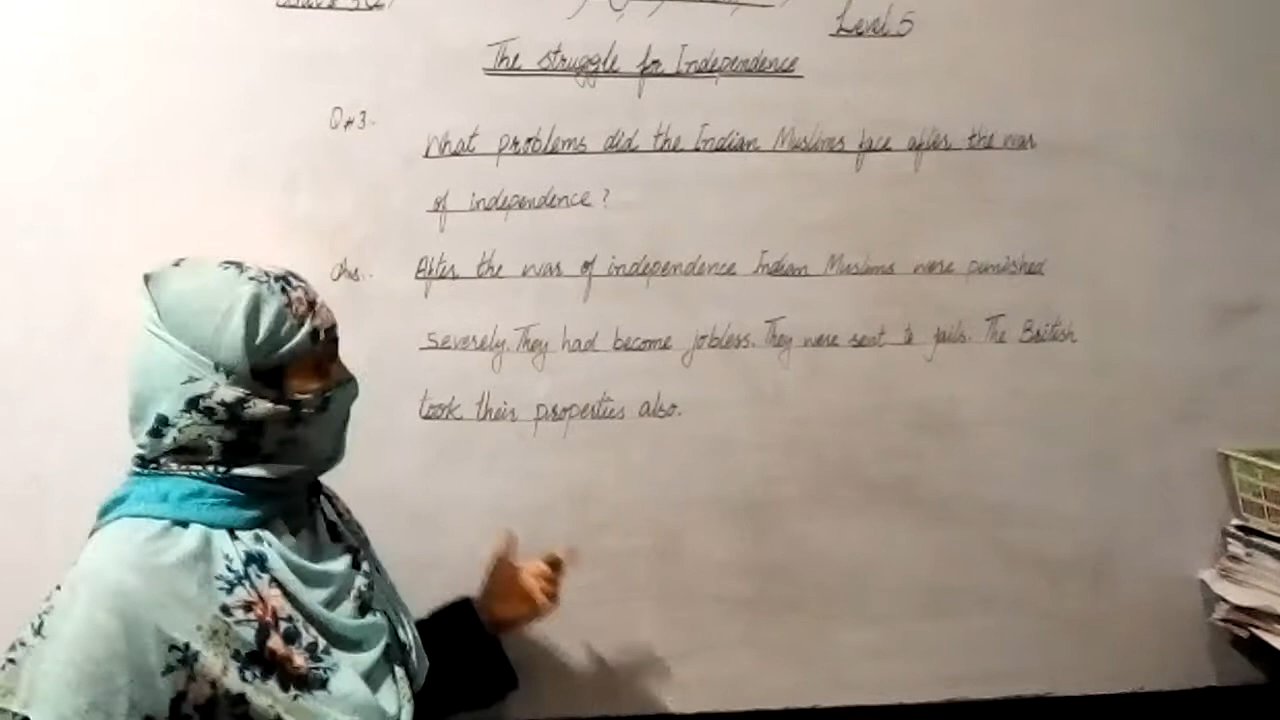 Level 5
The struggle for Independence
Q#3.
What problems did the Indian Muslims face after the war
of independence?
Ans..
After the war of independence Indian Muslims were punished
severely. They had become jobless. They were sent to jails. The British
took their properties also.